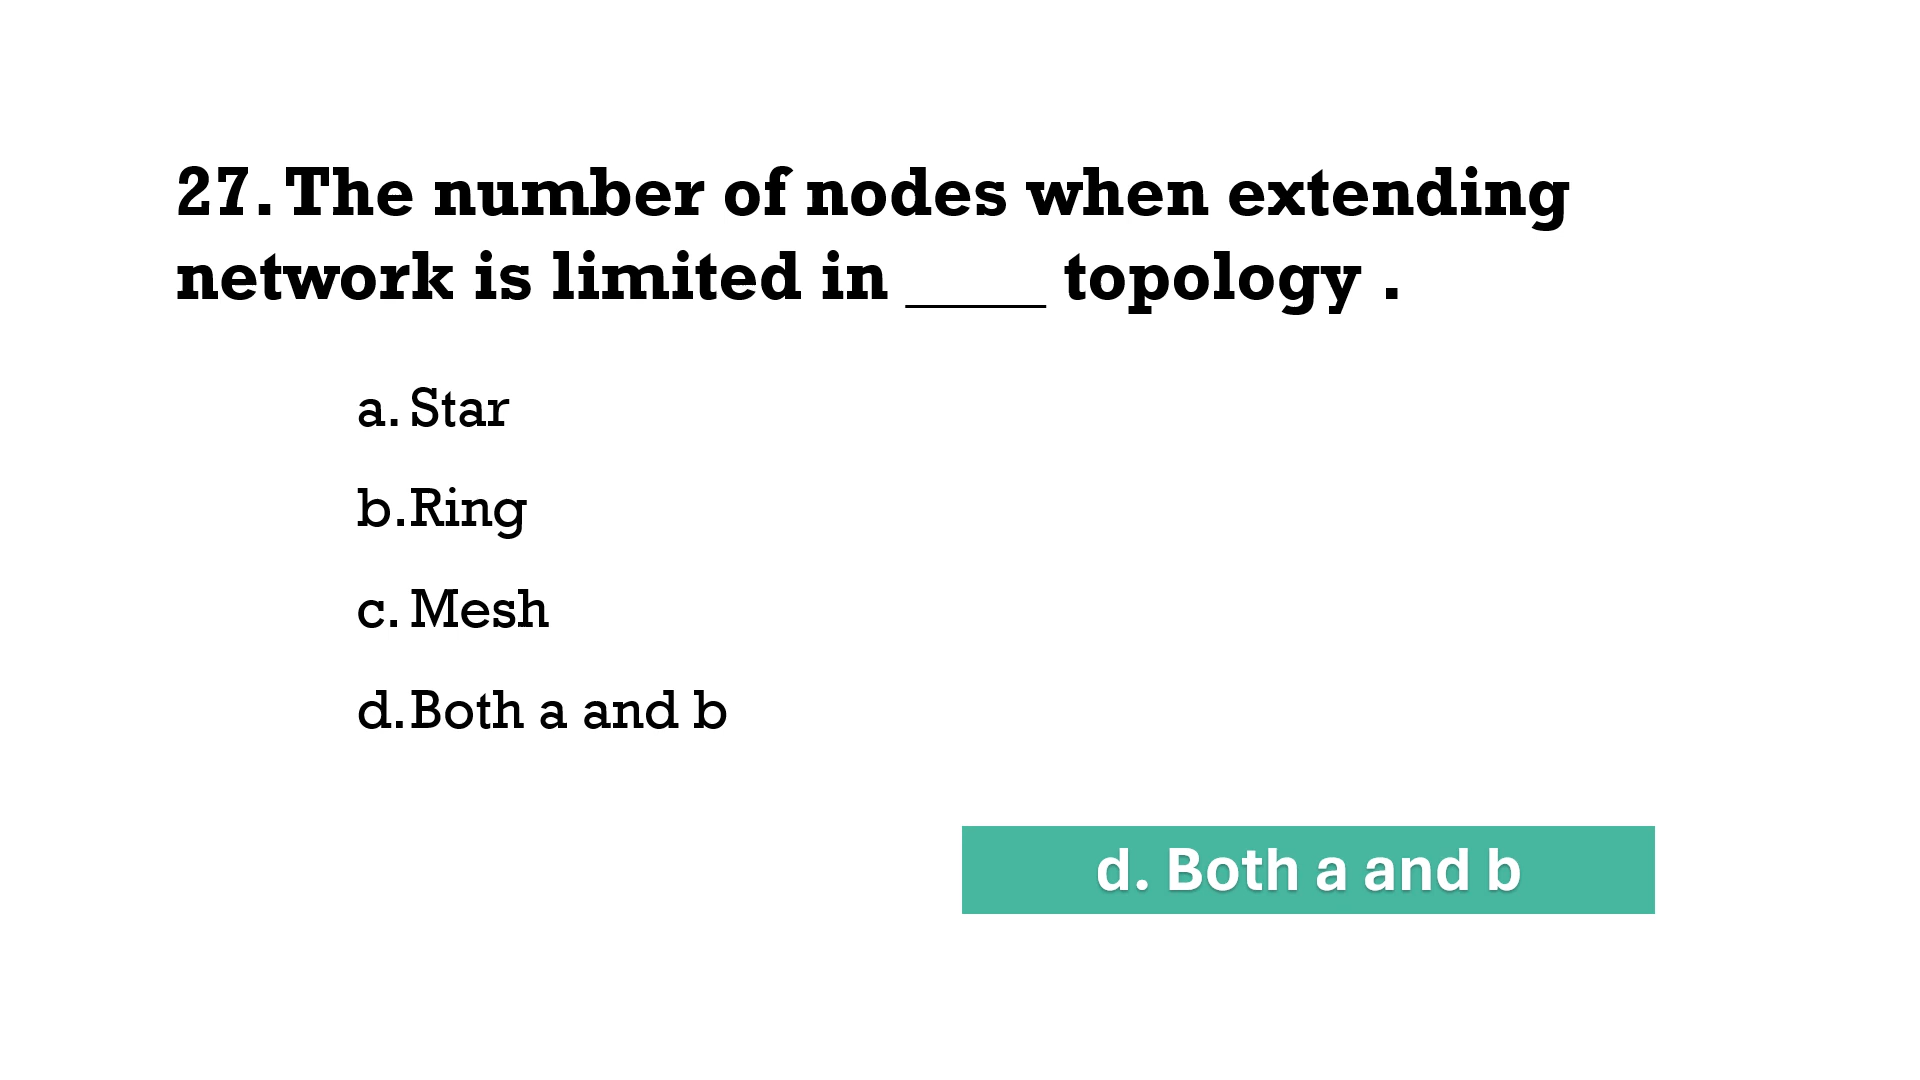 27. The number of nodes when extending
network is limited in ____ topology .
a. Star
b. Ring
c. Mesh
d. Both a and b
d. Both a and b